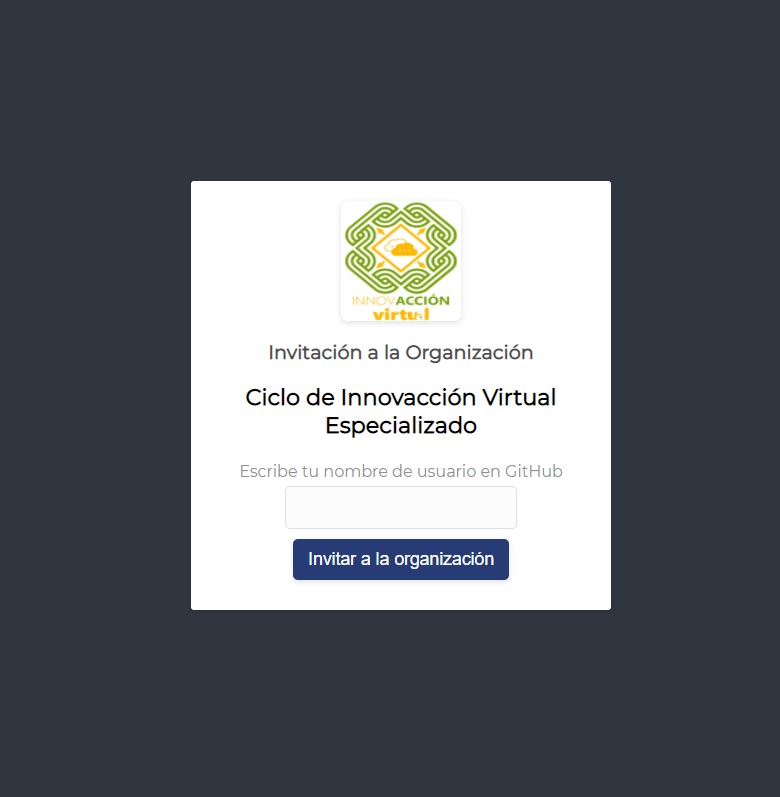 INNOVACCIÓN
virtual
Invitación a la Organización
Ciclo de Innovacción Virtual
Especializado
Escribe tu nombre de usuario en GitHub
Invitar a la organización